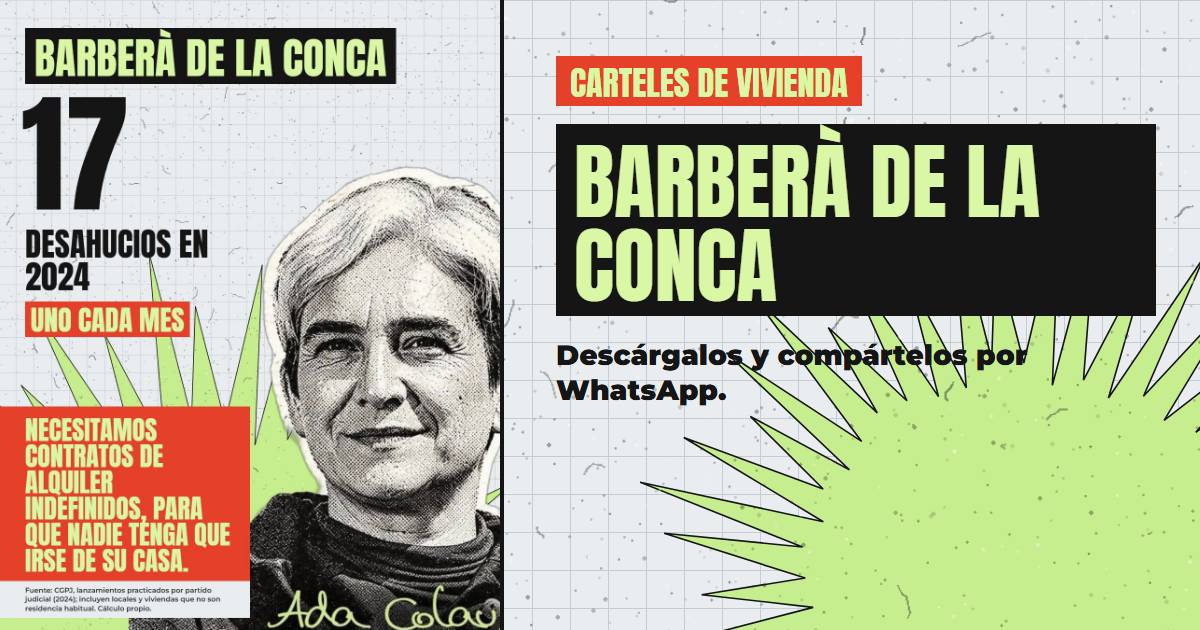 BARBERÀ DE LA CONCA
17
DESAHUCIOS EN
2024
UNO CADA MES
NECESITAMOS
CONTRATOS DE
ALQUILER
INDEFINIDOS, PARA
QUE NADIE TENGA QUE
IRSE DE SU CASA.
Fuente: CGPJ, lanzamientos practicados por partido
judicial (2024); incluyen locales y viviendas que no son
residencia habitual. Cálculo propio.
Ada Colau
CARTELES DE VIVIENDA
BARBERÀ DE LA
CONCA
Descárgalos y compártelos por
WhatsApp.